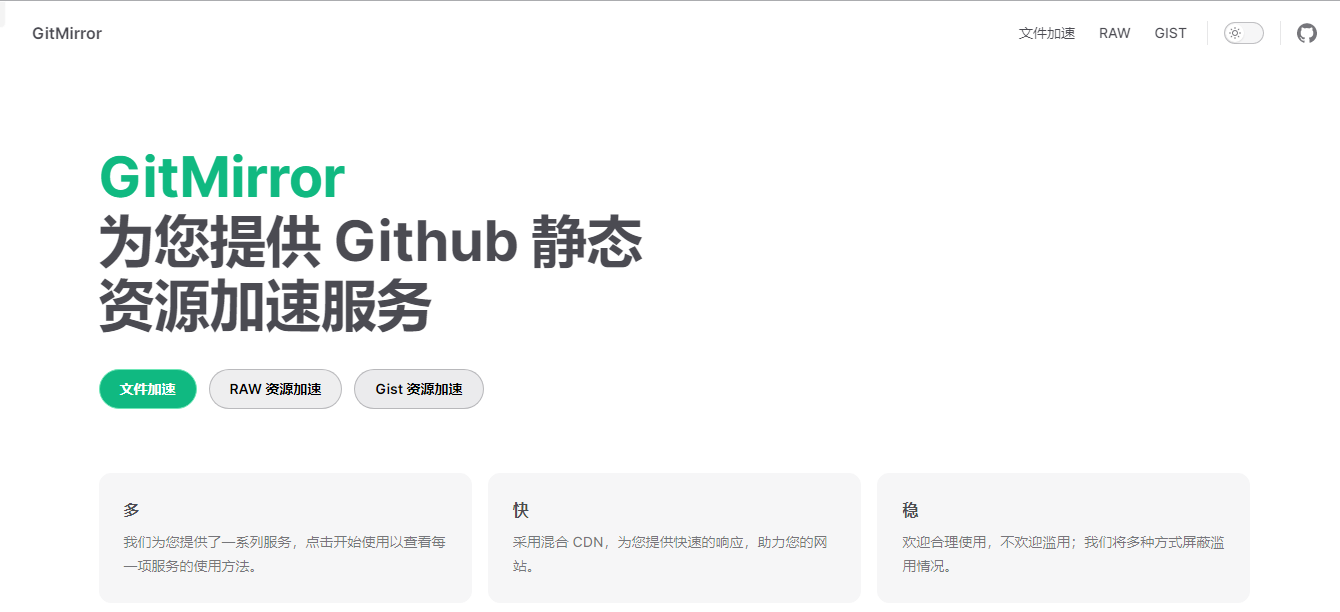 GitMirror
文件加速
RAW
GIST
GitMirror
为您提供 Github 静态
资源加速服务
文件加速
RAW 资源加速
Gist 资源加速
多
我们为您提供了一系列服务，点击开始使用以查看每
一项服务的使用方法。
快
采用混合 CDN，为您提供快速的响应，助力您的网
站。
稳
欢迎合理使用，不欢迎滥用；我们将多种方式屏蔽滥
用情况。